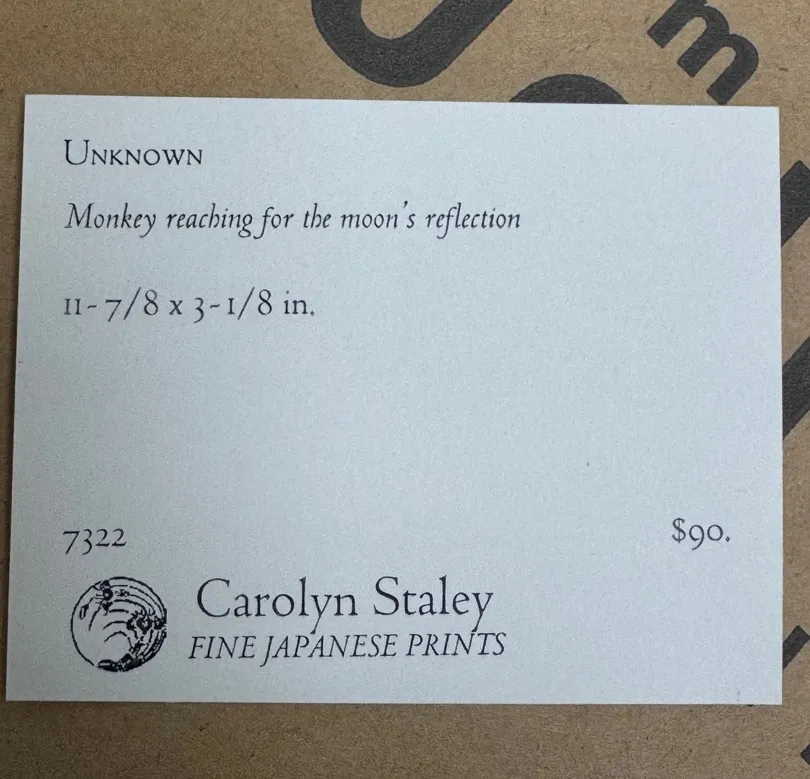 m
Unknown
Monkey reaching for the moon's reflection
11-7/8 x 3-1/8 in.
7322
$90.
Carolyn Staley
FINE JAPANESE PRINTS